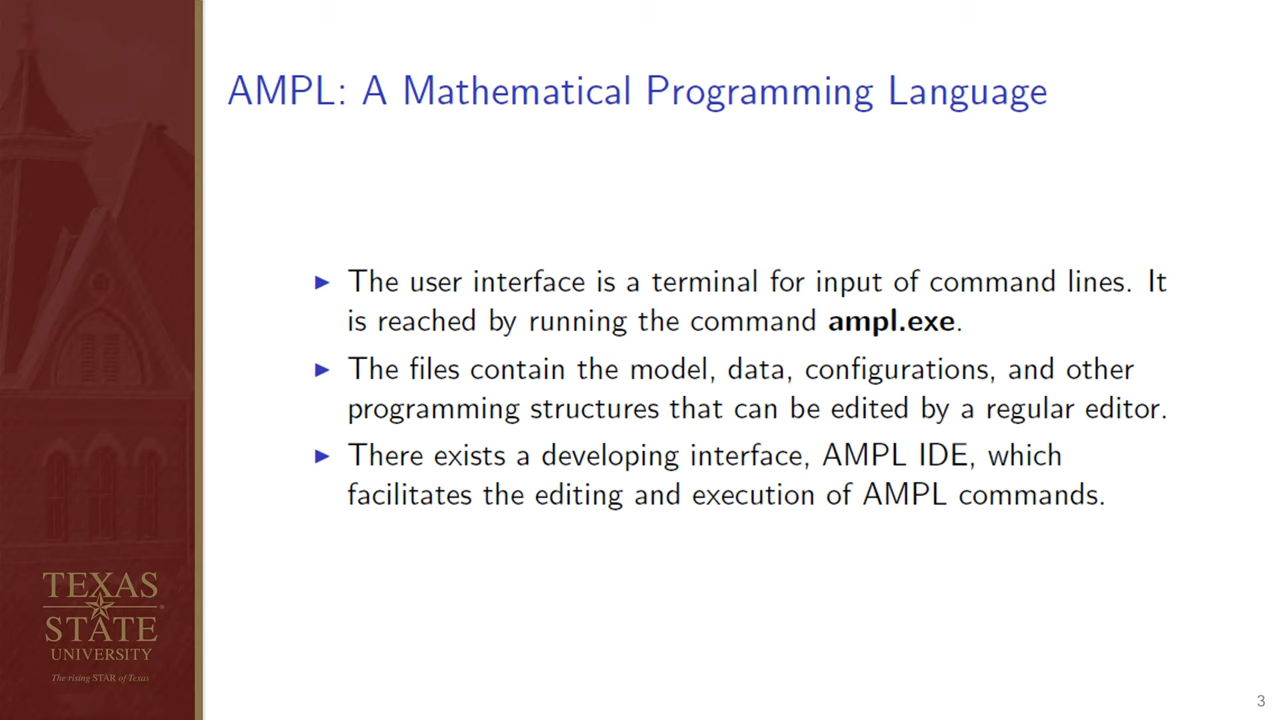 AMPL: A Mathematical Programming Language
▶ The user interface is a terminal for input of command lines. It
is reached by running the command ampl.exe.
▶ The files contain the model, data, configurations, and other
programming structures that can be edited by a regular editor.
▶ There exists a developing interface, AMPL IDE, which
facilitates the editing and execution of AMPL commands.
TEXAS
STATE
UNIVERSITY
The rising STAR of Texas
3